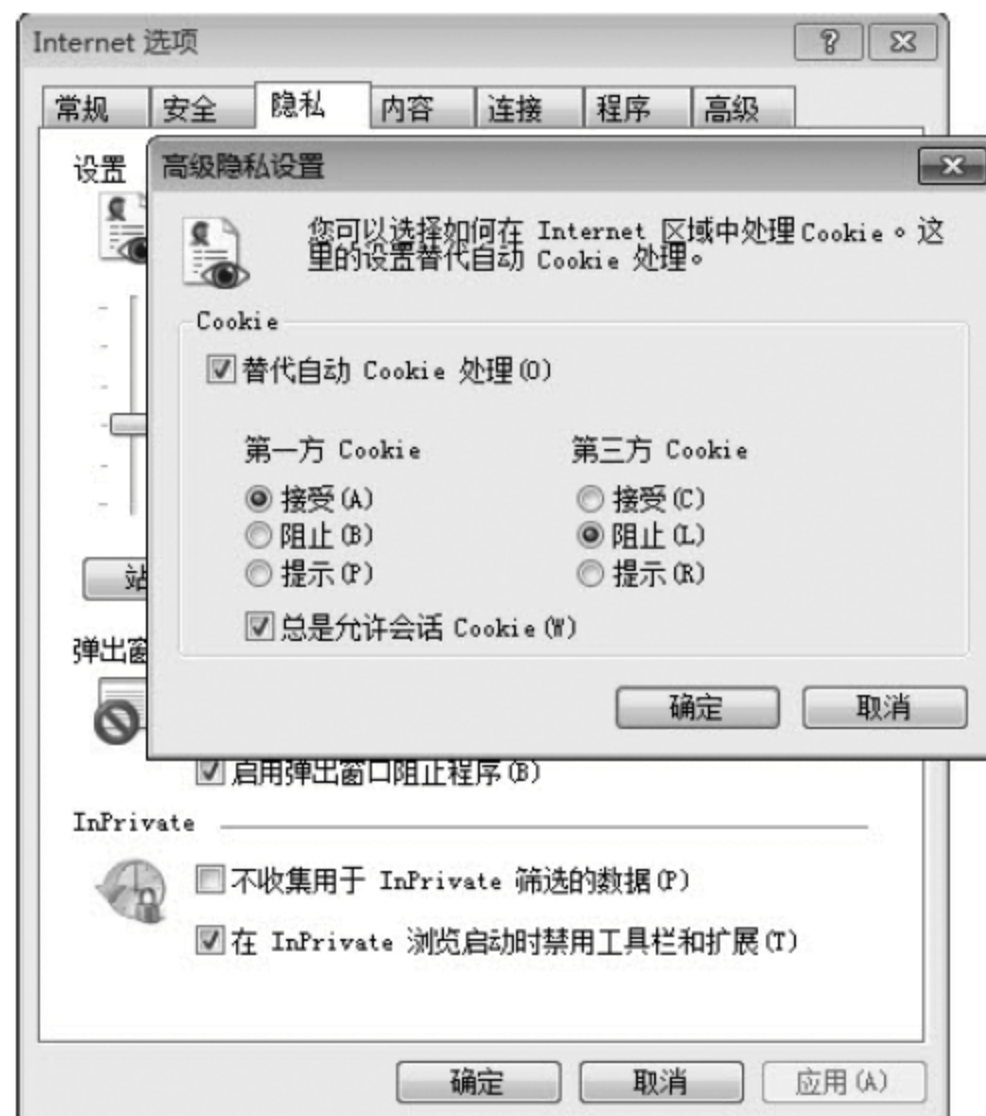 Internet 选项
常规 安全 隐私 内容 连接 程序 高级
设置
高级隐私设置
您可以选择如何在 Internet 区域中处理 Cookie。这
里的设置替代自动 Cookie 处理。
Cookie
替代自动 Cookie 处理(O)
第一方 Cookie 第三方 Cookie
接受(A) 接受(C)
阻止(B) 阻止(L)
提示(P) 提示(R)
总是允许会话 Cookie(W)
确定 取消
站
弹出窗
启用弹出窗口阻止程序(B)
InPrivate
不收集用于 InPrivate 筛选的数据(P)
在 InPrivate 浏览启动时禁用工具栏和扩展(T)
确定 取消 应用(A)